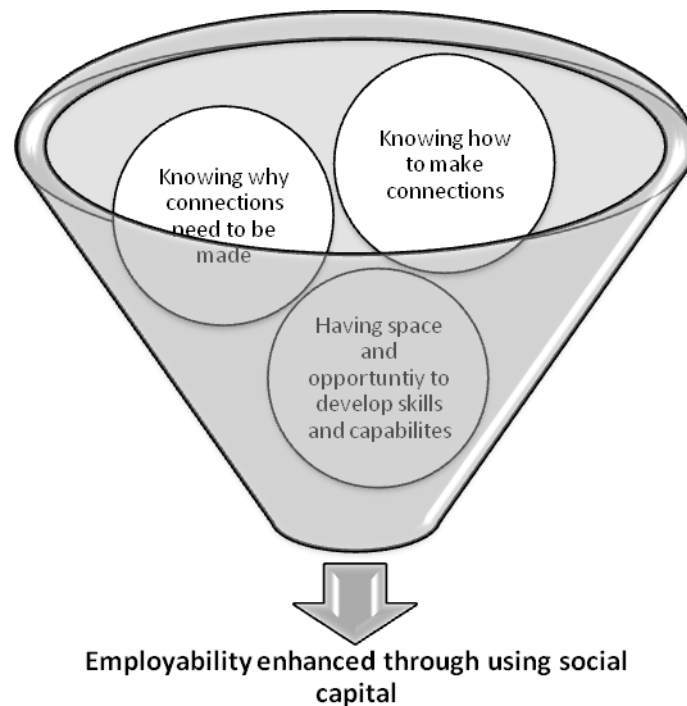 Knowing why
connections
need to be
made
Knowing how
to make
connections
Having space
and
opportuntiy to
develop skills
and capabilites
Employability enhanced through using social
capital